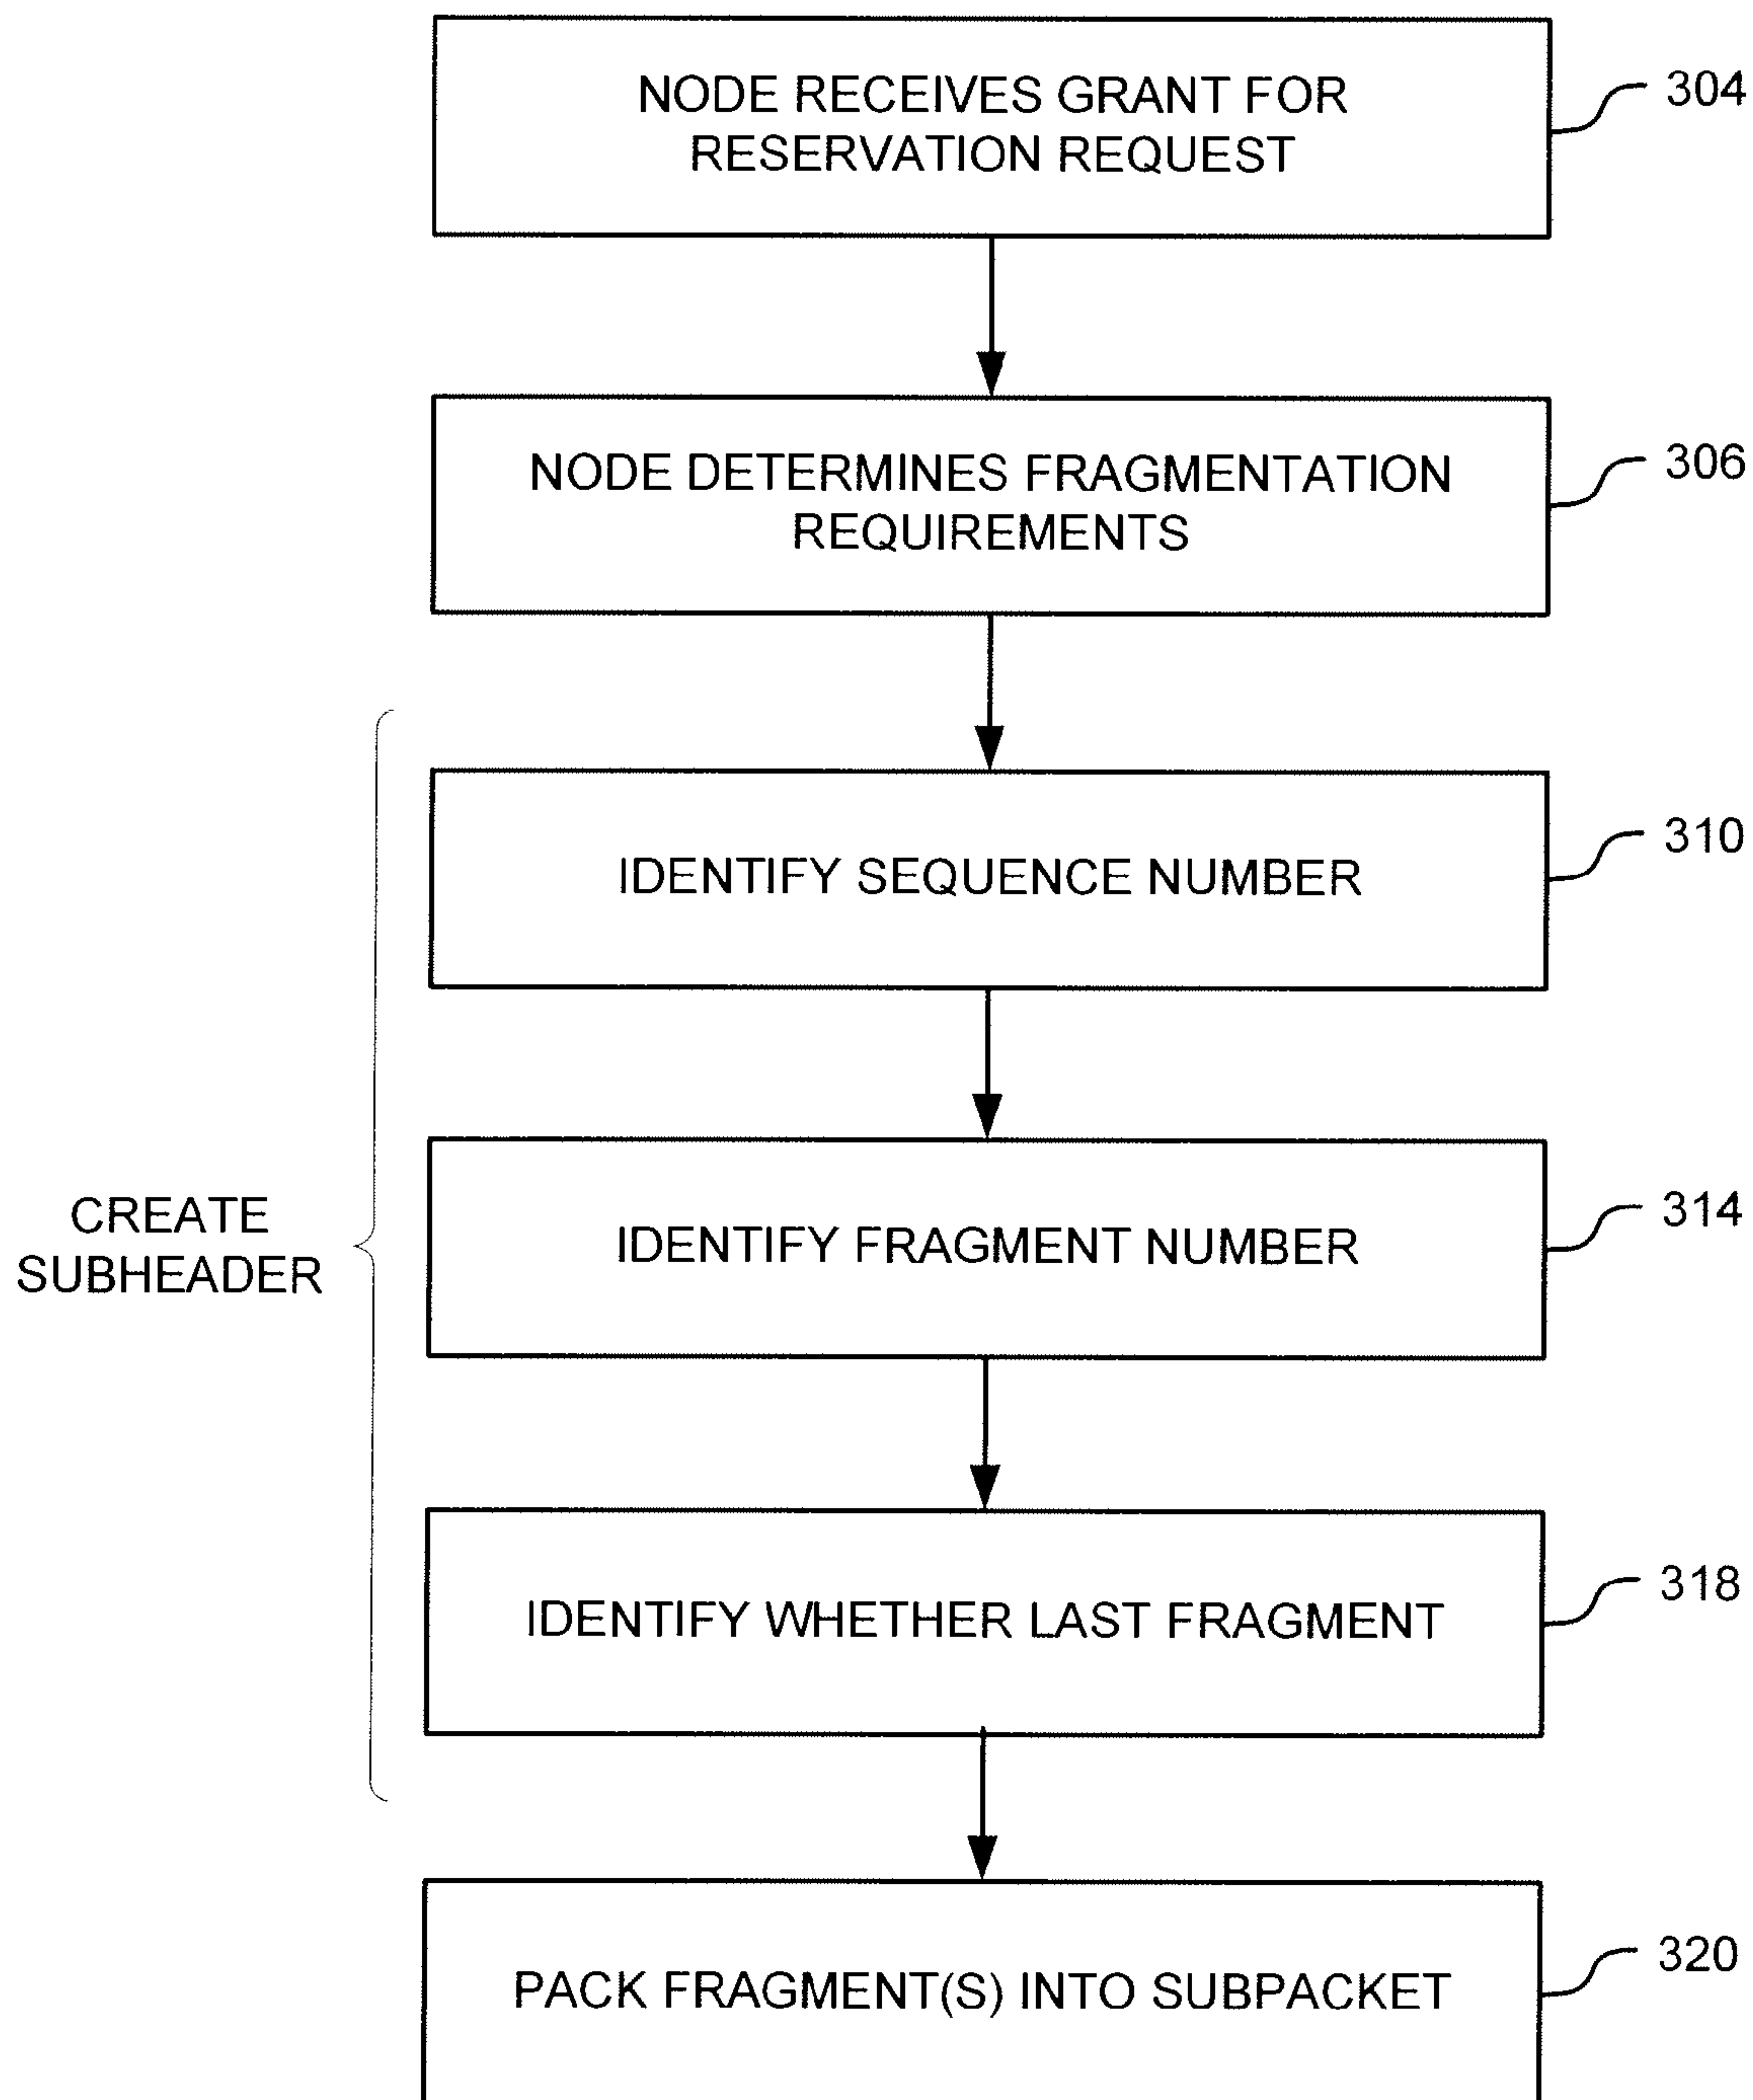 NODE RECEIVES GRANT FOR
RESERVATION REQUEST
304
NODE DETERMINES FRAGMENTATION
REQUIREMENTS
306
IDENTIFY SEQUENCE NUMBER
310
CREATE
SUBHEADER
IDENTIFY FRAGMENT NUMBER
314
IDENTIFY WHETHER LAST FRAGMENT
318
PACK FRAGMENT(S) INTO SUBPACKET
320